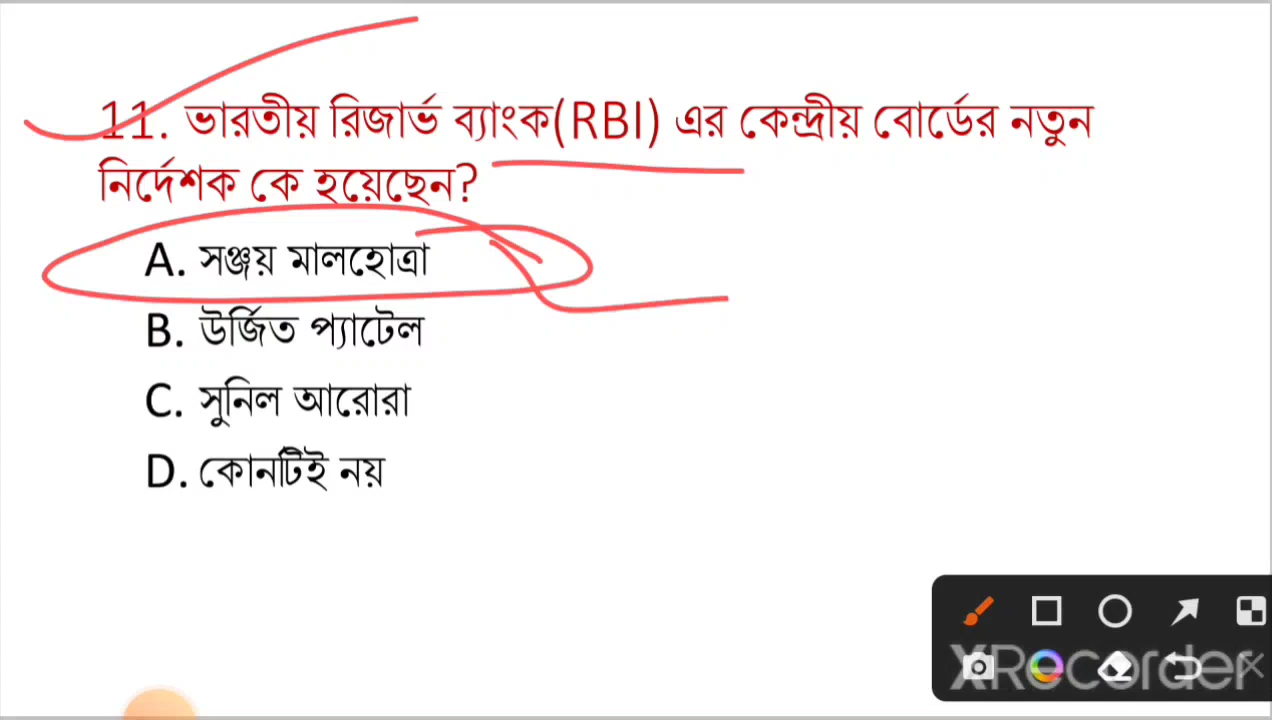 11. ভারতীয় রিজার্ভ ব্যাংক(RBI) এর কেন্দ্রীয় বোর্ডের নতুন
নির্দেশক কে হয়েছেন?
A. সঞ্জয় মালহোত্রা
B. উর্জিত প্যাটেল
C. সুনিল আরোরা
D. কোনটিই নয়
XRecorder